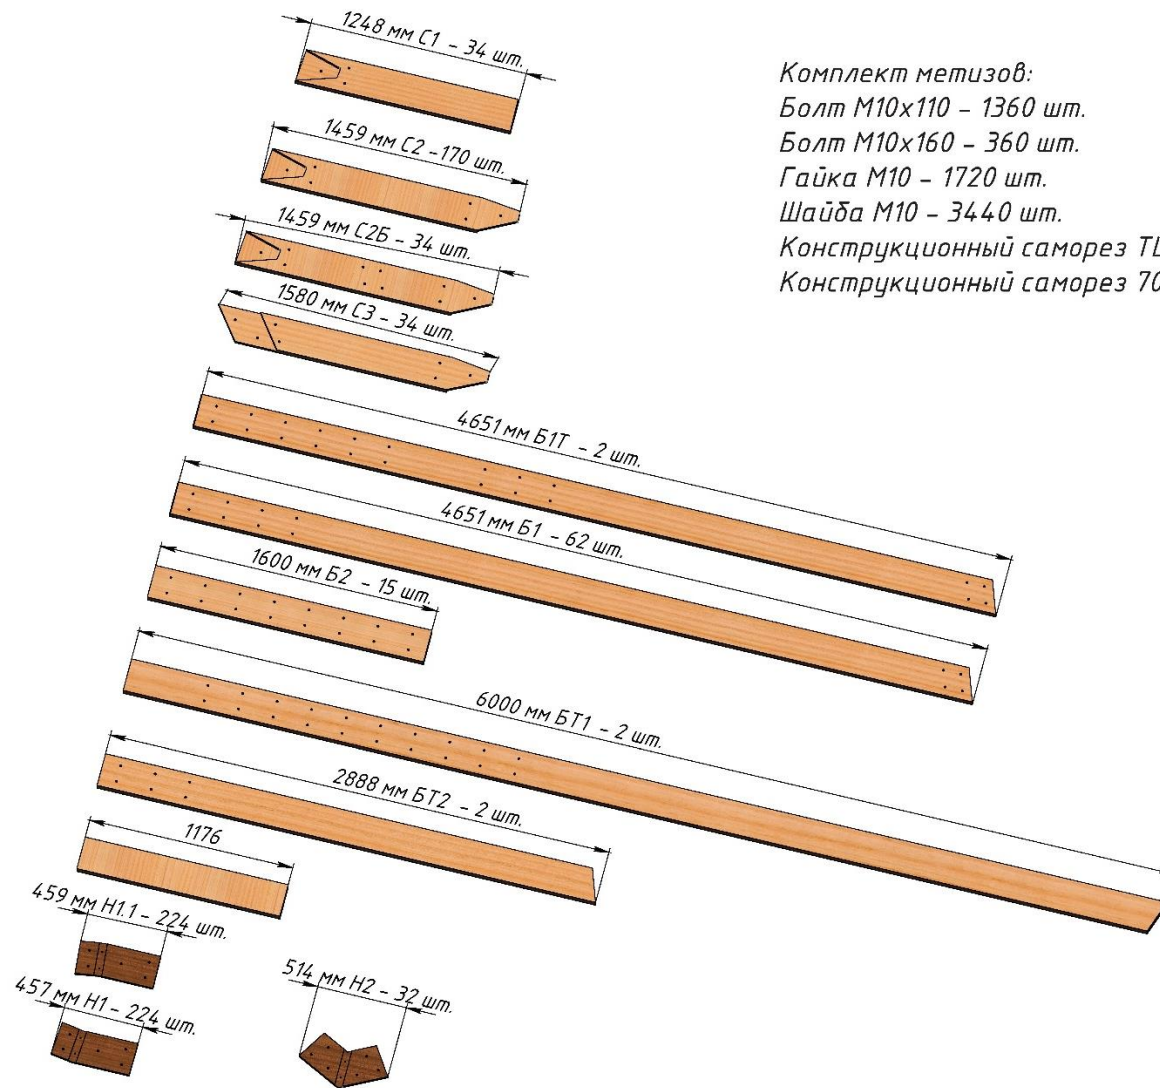 1248 мм С1 - 34 шт.
1459 мм С2 -170 шт.
1459 мм С2Б - 34 шт.
1580 мм С3 - 34 шт.
4651 мм Б1Т - 2 шт.
4651 мм Б1 - 62 шт.
1600 мм Б2 - 15 шт.
6000 мм БТ1 - 2 шт.
2888 мм БТ2 - 2 шт.
1176
459 мм Н1.1 - 224 шт.
457 мм Н1 - 224 шт.
514 мм Н2 - 32 шт.
Комплект метизов:
Болт М10х110 - 1360 шт.
Болт М10х160 - 360 шт.
Гайка М10 - 1720 шт.
Шайба М10 - 3440 шт.
Конструкционный саморез
Конструкционный саморез 70